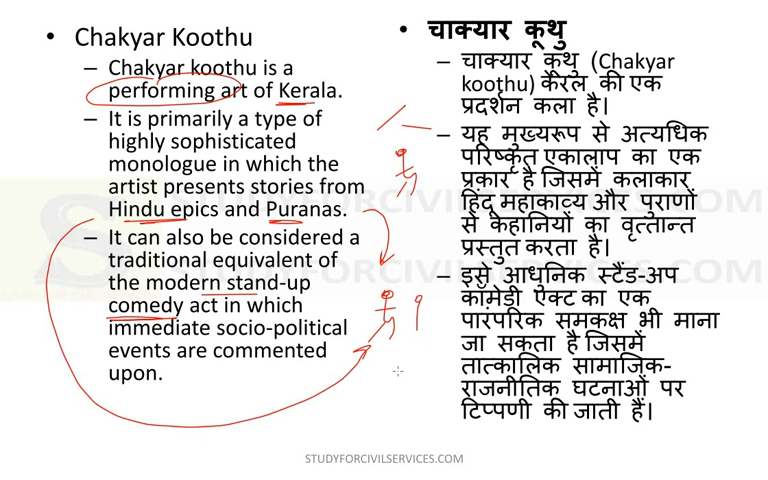 • Chakyar Koothu
– Chakyar koothu is a
performing art of Kerala.
– It is primarily a type of
highly sophisticated
monologue in which the
artist presents stories from
Hindu epics and Puranas.
– It can also be considered a
traditional equivalent of
the modern stand-up
comedy act in which
immediate socio-political
events are commented
upon.
• चाक्यार कूथु
– चाक्यार कूथु (Chakyar
koothu) केरल की एक
प्रदर्शन कला है।
– यह मुख्यरूप से अत्यधिक
परिष्कृत एकालाप का एक
प्रकार है जिसमें कलाकार
हिंदू महाकाव्य और पुराणों
से कहानियों का वृत्तान्त
प्रस्तुत करता है।
– इसे आधुनिक स्टैंड-अप
कॉमेडी ऐक्ट का एक
पारंपरिक समकक्ष भी माना
जा सकता है जिसमें
तात्कालिक सामाजिक-
राजनीतिक घटनाओं पर
टिप्पणी की जाती हैं।
STUDYFORCIVILSERVICES.COM